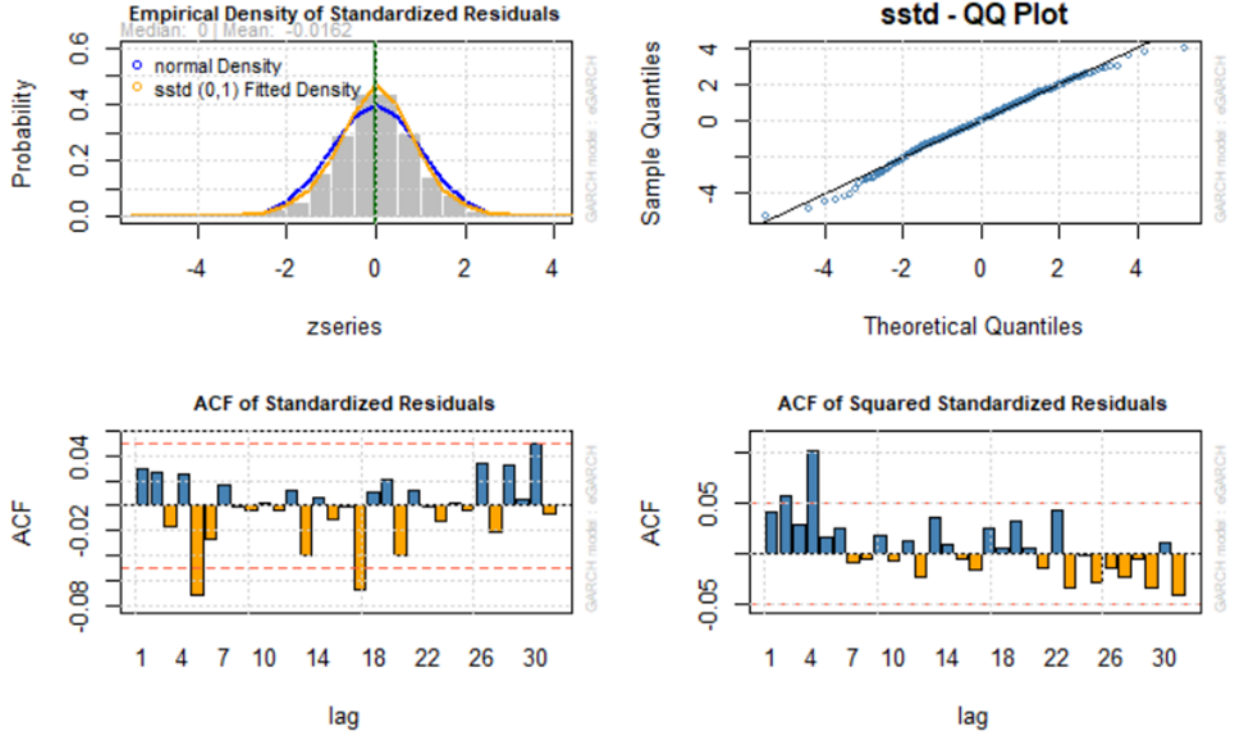 Empirical Density of Standardized Residuals
Median: 0 | Mean: -0.0162
Probability
0.0 0.2 0.4 0.6
normal Density
sstd (0,1) Fitted Density
-4 -2 0 2 4
zseries
GARCH model : eGARCH
sstd - QQ Plot
Sample Quantiles
-4 0 2 4
-4 -2 0 2 4
Theoretical Quantiles
GARCH model : eGARCH
ACF of Standardized Residuals
ACF
-0.08 -0.02 0.04
1 4 7 10 14 18 22 26 30
lag
GARCH model : eGARCH
ACF of Squared Standardized Residuals
ACF
-0.05 0.05
1 4 7 10 14 18 22 26 30
lag
GARCH model : eGARCH